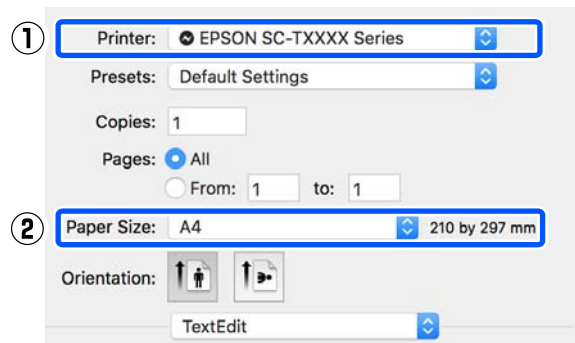 ① Printer: EPSON SC-TXXXX Series
Presets: Default Settings
Copies: 1
Pages: All
From: 1 to: 1
② Paper Size: A4 210 by 297 mm
Orientation:
TextEdit